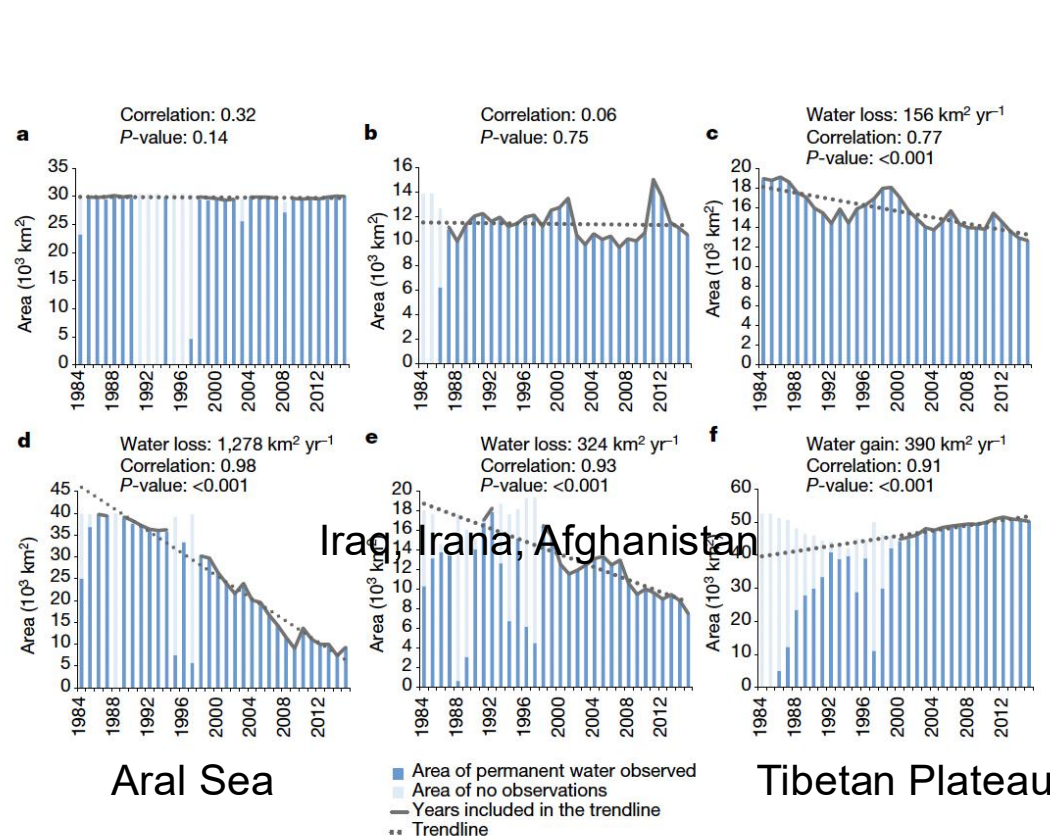 Correlation: 0.32
P-value: 0.14
a
35
30
25
20
15
10
5
0
Area (10³ km²)
1984
1988
1992
1996
2000
2004
2008
2012
Correlation: 0.06
P-value: 0.75
b
16
14
12
10
8
6
4
2
0
Area (10³ km²)
1984
1988
1992
1996
2000
2004
2008
2012
Water loss: 156 km² yr⁻¹
Correlation: 0.77
P-value: <0.001
c
20
18
16
14
12
10
8
6
4
2
0
Area (10³ km²)
1984
1988
1992
1996
2000
2004
2008
2012
d
Water loss: 1,278 km² yr⁻¹
Correlation: 0.98
P-value: <0.001
45
40
35
30
25
20
15
10
5
0
Area (10³ km²)
1984
1988
1992
1996
2000
2004
2008
2012
e
Water loss: 324 km² yr⁻¹
Correlation: 0.93
P-value: <0.001
20
18
16
14
12
10
8
6
4
2
0
Area (10³ km²)
1984
1988
1992
1996
2000
2004
2008
2012
Iraq, Irana, Afghanistan
f
Water gain: 390 km² yr⁻¹
Correlation: 0.91
P-value: <0.001
60
50
40
30
20
10
0
Area (10³ km²)
1984
1988
1992
1996
2000
2004
2008
2012
Aral Sea
Area of permanent water observed
Area of no observations
Years included in the trendline
Trendline
Tibetan Plateau